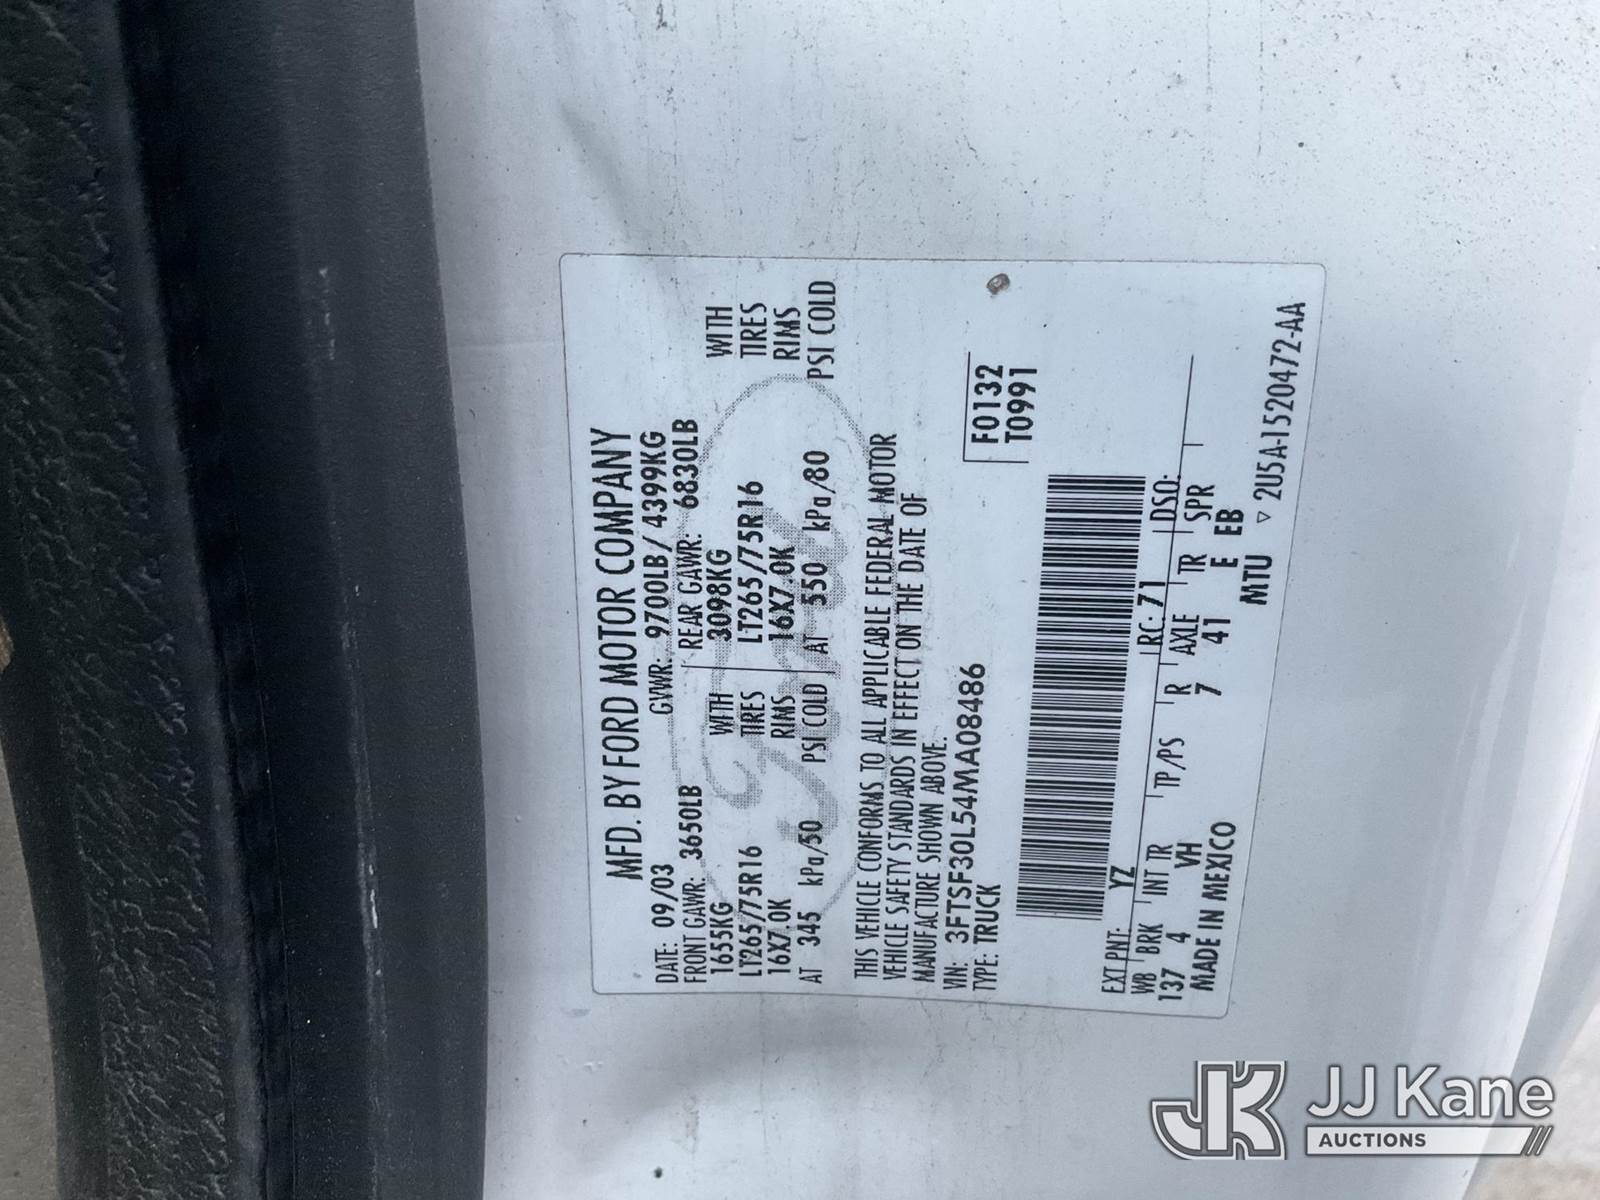 MFD. BY FORD MOTOR COMPANY
DATE: 09/03 GVWR: 9700LB/ 4399KG
FRONT GAWR: 3650LB REAR GAWR: 6830LB
1655KG WITH 3098KG WITH
LT265/75R16 TIRES LT265/75R16 TIRES
16X7.0K RIMS 16X7.0K RIMS
AT 345 kPa/50 PSI COLD AT 550 kPa/80 PSI COLD
THIS VEHICLE CONFORMS TO ALL APPLICABLE FEDERAL MOTOR
VEHICLE SAFETY STANDARDS IN EFFECT ON THE DATE OF
MANUFACTURE SHOWN ABOVE.
VIN: 3FTSF30L54MA08486
TYPE: TRUCK
F0132
T0991
EXT PNT: YZ RC: 71 DSO:
WB BRK INT TR TP/PS R AXLE TR SPR
137 4 VH 7 41 E EB
MADE IN MEXICO MTU ▽ 2U5A-1520472-AA
Ford
JK JJ Kane
AUCTIONS